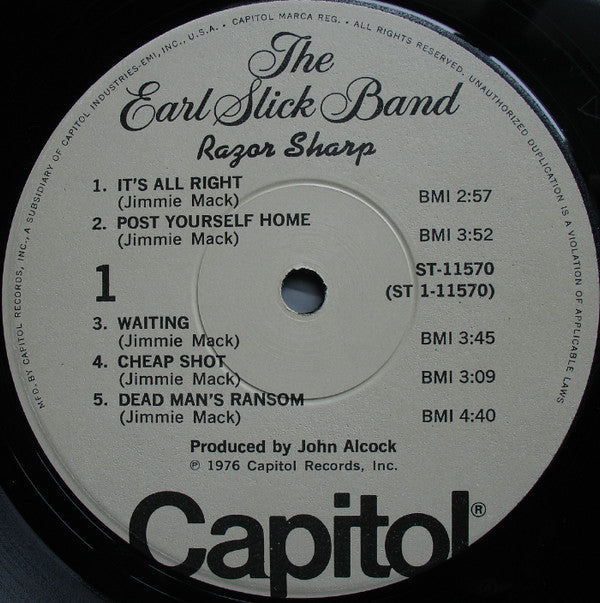 MFG. BY CAPITOL RECORDS, INC., A SUBSIDIARY OF CAPITOL INDUSTRIES-EMI, INC., U.S.A. • CAPITOL MARCA REG. • ALL RIGHTS RESERVED. UNAUTHORIZED DUPLICATION IS A VIOLATION OF APPLICABLE LAWS
The
Earl Slick Band
Razor Sharp
1. IT'S ALL RIGHT
(Jimmie Mack) BMI 2:57
2. POST YOURSELF HOME
(Jimmie Mack) BMI 3:52
1 ST-11570
(ST 1-11570)
3. WAITING
(Jimmie Mack) BMI 3:45
4. CHEAP SHOT
(Jimmie Mack) BMI 3:09
5. DEAD MAN'S RANSOM
(Jimmie Mack) BMI 4:40
Produced by John Alcock
℗ 1976 Capitol Records, Inc.
Capitol®